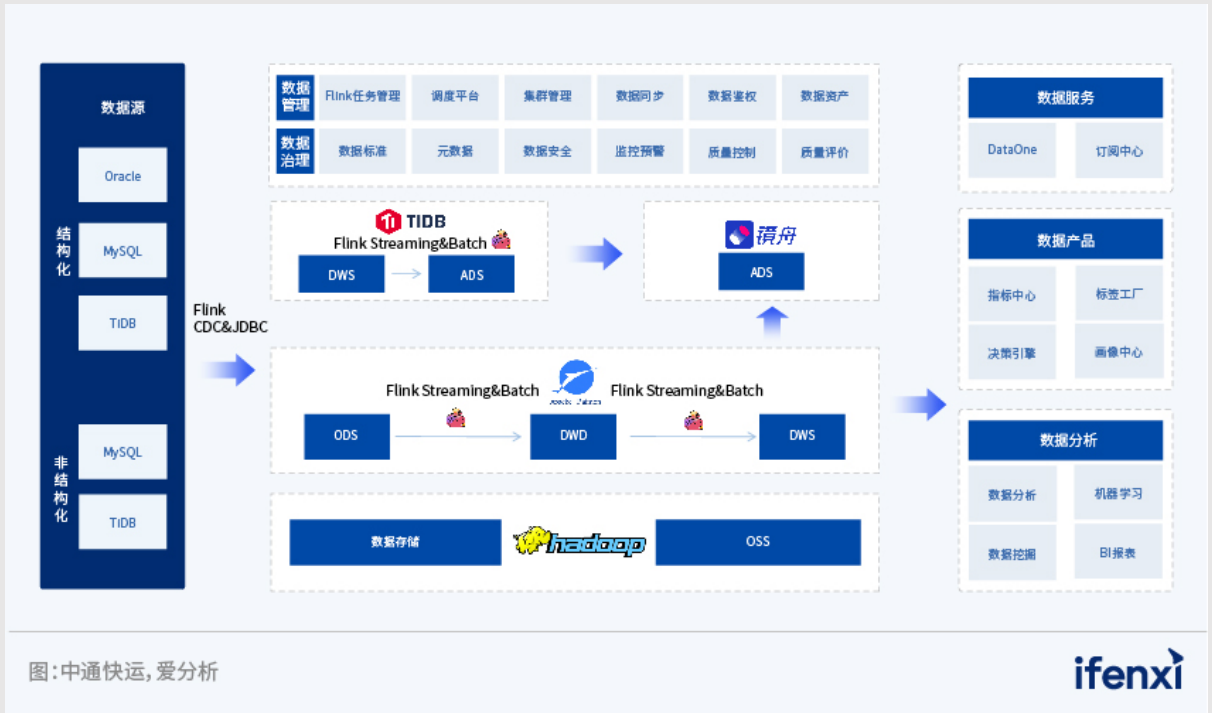 数据源
结构化
Oracle
MySQL
TiDB
非结构化
MySQL
TiDB
Flink
CDC&JDBC
数据管理
Flink任务管理
调度平台
集群管理
数据同步
数据鉴权
数据资产
数据治理
数据标准
元数据
数据安全
监控预警
质量控制
质量评价
TIDB
Flink Streaming&Batch
DWS
ADS
镜舟
ADS
Flink Streaming&Batch
Flink Streaming&Batch
ODS
DWD
DWS
数据存储
hadoop
OSS
数据服务
DataOne
订阅中心
数据产品
指标中心
标签工厂
决策引擎
画像中心
数据分析
数据分析
机器学习
数据挖掘
BI报表
图:中通快运,爱分析
ifenxi